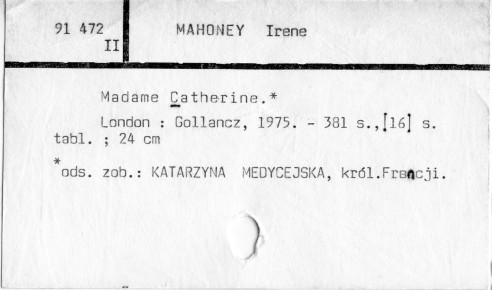 91 472 MAHONEY Irene
II
Madame Catherine.*
London : Gollancz, 1975. - 381 s.,[16] s.
tabl. ; 24 cm
*ods. zob.: KATARZYNA MEDYCEJSKA, król.Francji.